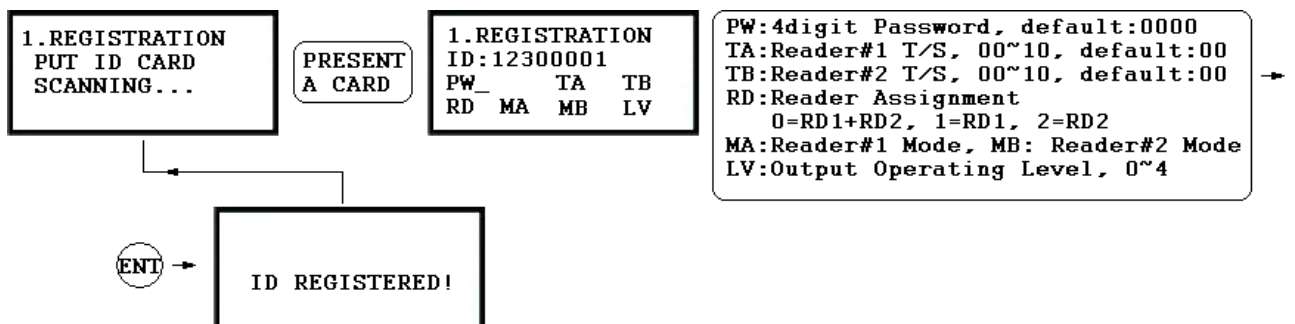 1.REGISTRATION
PUT ID CARD
SCANNING...
PRESENT
A CARD
1.REGISTRATION
ID:12300001
PW_ TA TB
RD MA MB LV
PW:4digit Password, default:0000
TA:Reader#1 T/S, 00~10, default:00
TB:Reader#2 T/S, 00~10, default:00
RD:Reader Assignment
0=RD1+RD2, 1=RD1, 2=RD2
MA:Reader#1 Mode, MB: Reader#2 Mode
LV:Output Operating Level, 0~4
ENT
ID REGISTERED!